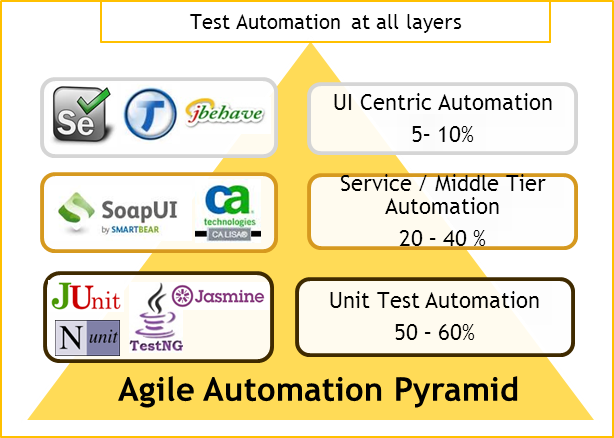 Test Automation at all layers
Se
T
jbehave
UI Centric Automation
5– 10%
SoapUI
by SMARTBEAR
ca
technologies
CA LISA®
Service / Middle Tier
Automation
20 – 40 %
JUnit
Jasmine
N unit
TestNG
Unit Test Automation
50 – 60%
Agile Automation Pyramid